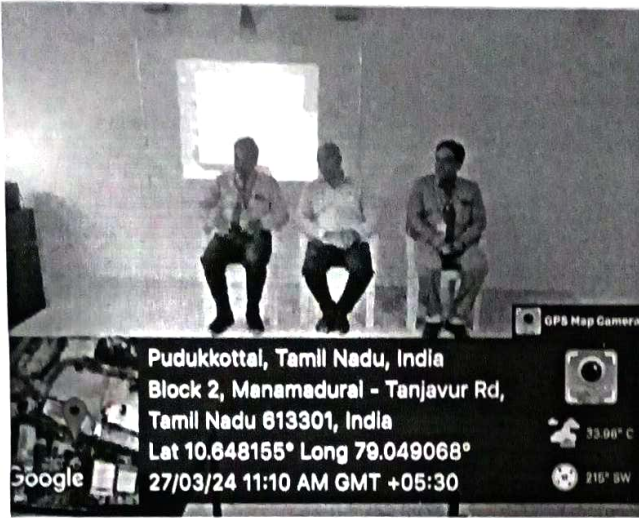 GPS Map Camera
Pudukkottai, Tamil Nadu, India
Block 2, Manamadurai - Tanjavur Rd,
Tamil Nadu 613301, India
Lat 10.648155° Long 79.049068°
27/03/24 11:10 AM GMT +05:30
Google
33.96° C
215° SW